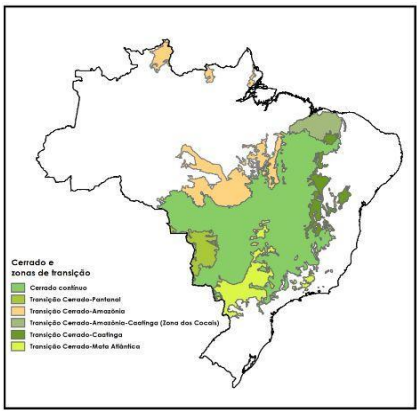 Cerrado e
zonas de transição
Cerrado contínuo
Transição Cerrado-Pantanal
Transição Cerrado-Amazônia
Transição Cerrado-Amazônia-Caatinga (Zona dos Cocais)
Transição Cerrado-Caatinga
Transição Cerrado-Mata Atlântica